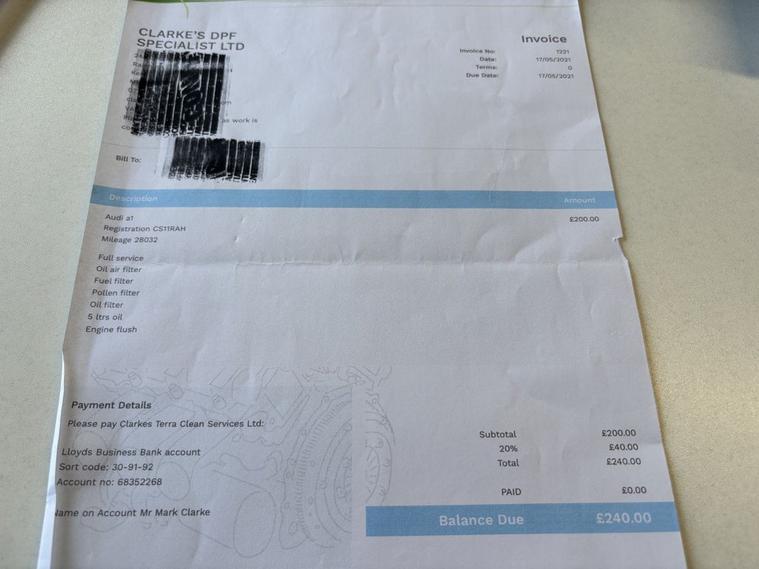 CLARKE'S DPF
SPECIALIST LTD
Invoice
Invoice No: 1221
Date: 17/05/2021
Terms: 0
Due Date: 17/05/2021
as work is
Bill To:
Description Amount
Audi a1 £200.00
Registration CS11RAH
Mileage 28032
Full service
Oil air filter
Fuel filter
Pollen filter
Oil filter
5 ltrs oil
Engine flush
Payment Details
Please pay Clarkes Terra Clean Services Ltd:
Lloyds Business Bank account
Sort code: 30-91-92
Account no: 68352268
Name on Account Mr Mark Clarke
Subtotal £200.00
20% £40.00
Total £240.00
PAID £0.00
Balance Due £240.00